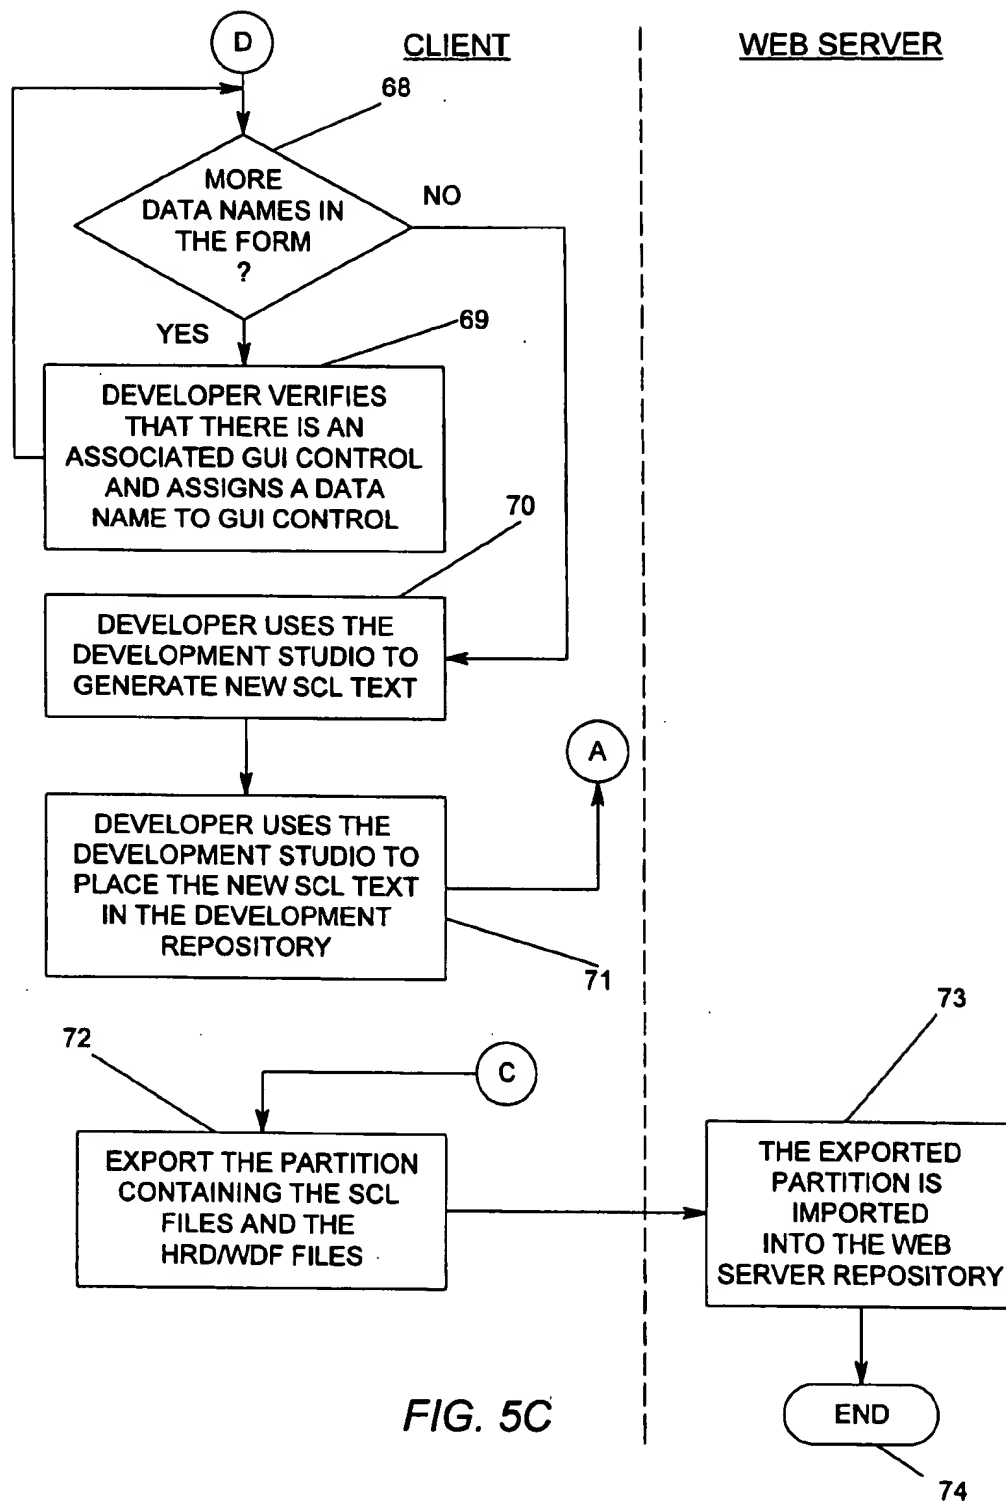 D
CLIENT
WEB SERVER
68
MORE
DATA NAMES IN
THE FORM
?
NO
YES
69
DEVELOPER VERIFIES
THAT THERE IS AN
ASSOCIATED GUI CONTROL
AND ASSIGNS A DATA
NAME TO GUI CONTROL
70
DEVELOPER USES THE
DEVELOPMENT STUDIO TO
GENERATE NEW SCL TEXT
A
DEVELOPER USES THE
DEVELOPMENT STUDIO TO
PLACE THE NEW SCL TEXT
IN THE DEVELOPMENT
REPOSITORY
71
72
C
EXPORT THE PARTITION
CONTAINING THE SCL
FILES AND THE
HRD/WDF FILES
73
THE EXPORTED
PARTITION IS
IMPORTED
INTO THE WEB
SERVER REPOSITORY
END
74
FIG. 5C